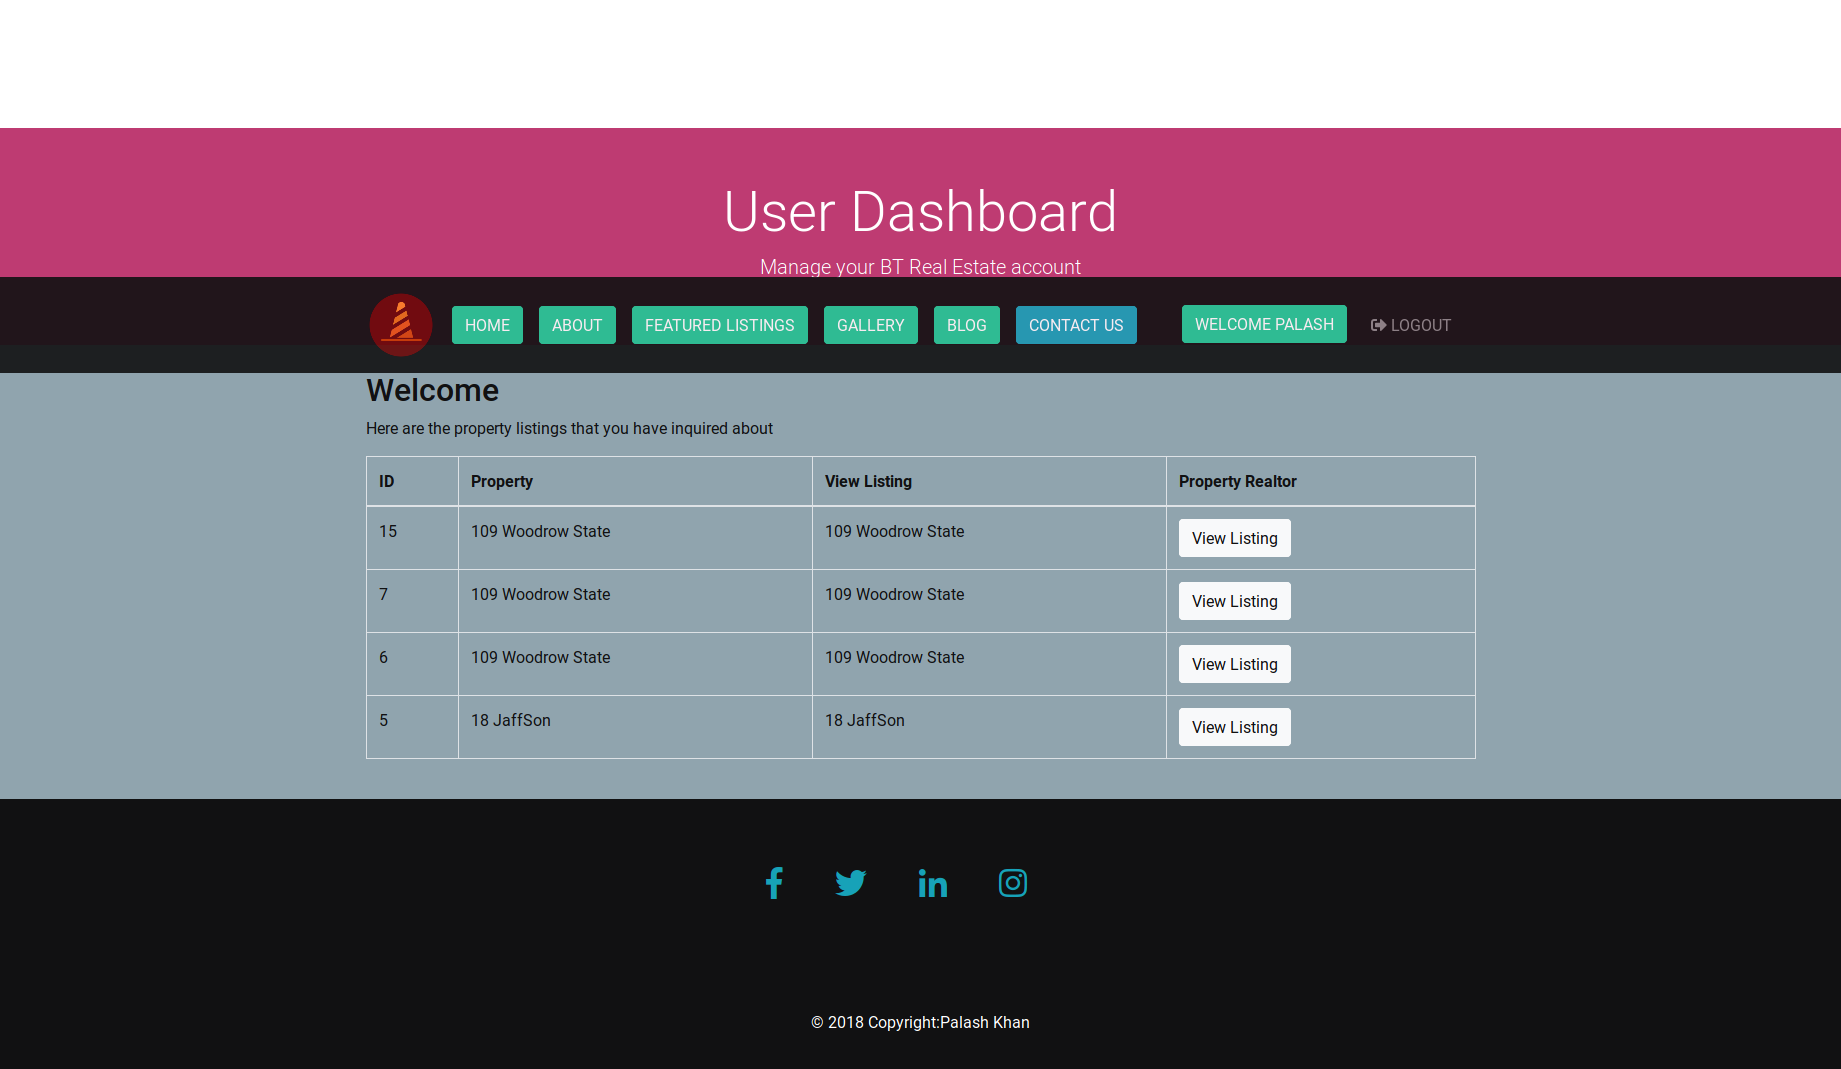 User Dashboard
Manage your BT Real Estate account
HOME ABOUT FEATURED LISTINGS GALLERY BLOG CONTACT US WELCOME PALASH LOGOUT
Welcome
Here are the property listings that you have inquired about
ID Property View Listing Property Realtor
15 109 Woodrow State 109 Woodrow State View Listing
7 109 Woodrow State 109 Woodrow State View Listing
6 109 Woodrow State 109 Woodrow State View Listing
5 18 JaffSon 18 JaffSon View Listing
© 2018 Copyright:Palash Khan